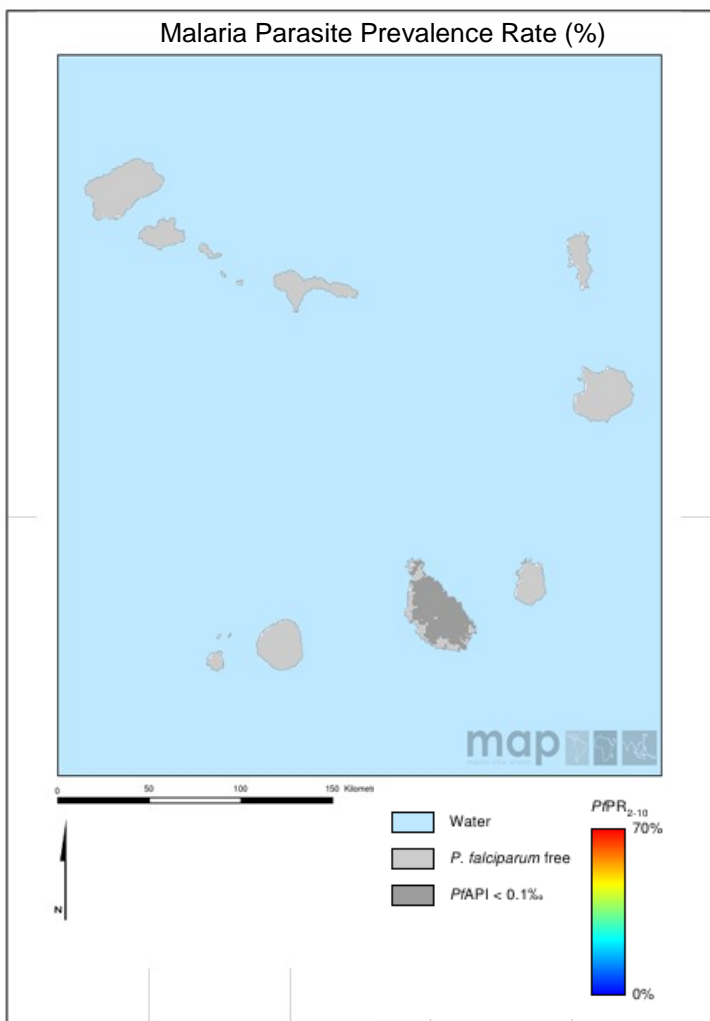 Malaria Parasite Prevalence Rate (%)
map
0 50 100 150 Kilometr
N
Water
P. falciparum free
PfAPI < 0.1‰
PfPR2-10
70%
0%